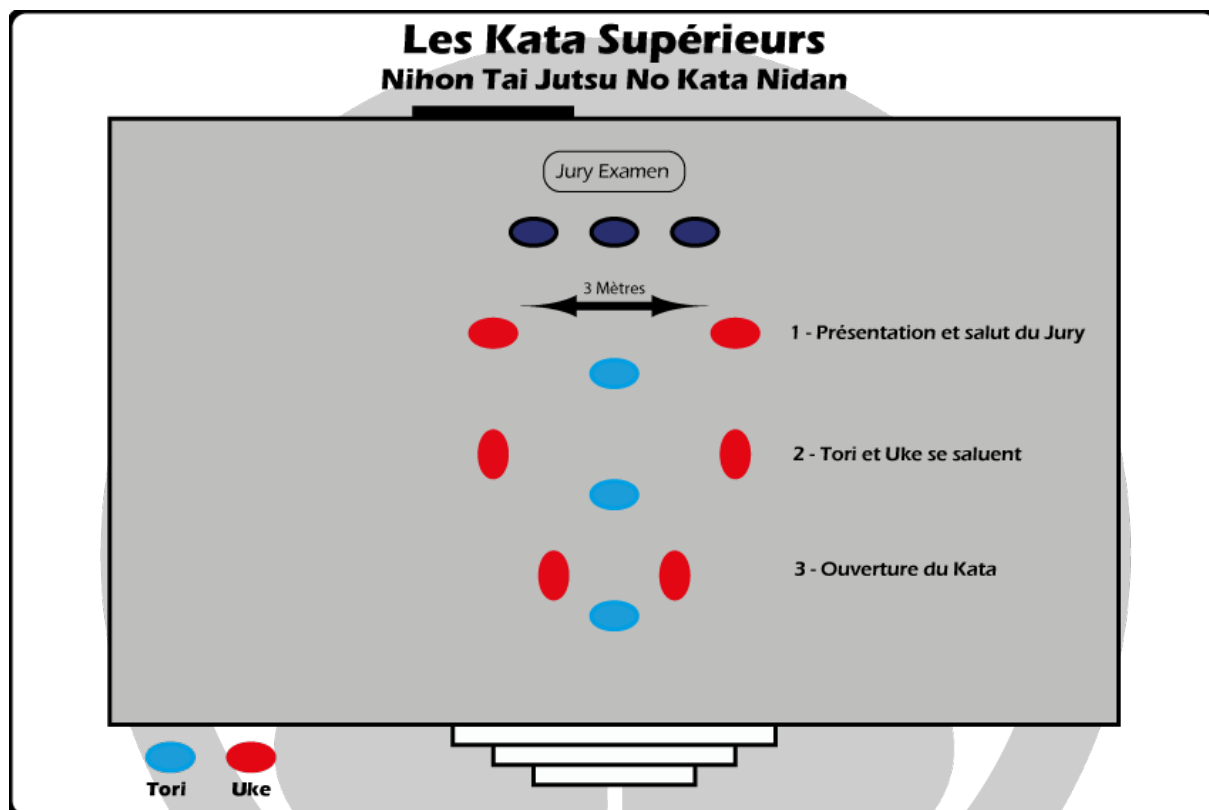 Les Kata Supérieurs
Nihon Tai Jutsu No Kata Nidan
Jury Examen
3 Mètres
1 - Présentation et salut du Jury
2 - Tori et Uke se saluent
3 - Ouverture du Kata
Tori
Uke